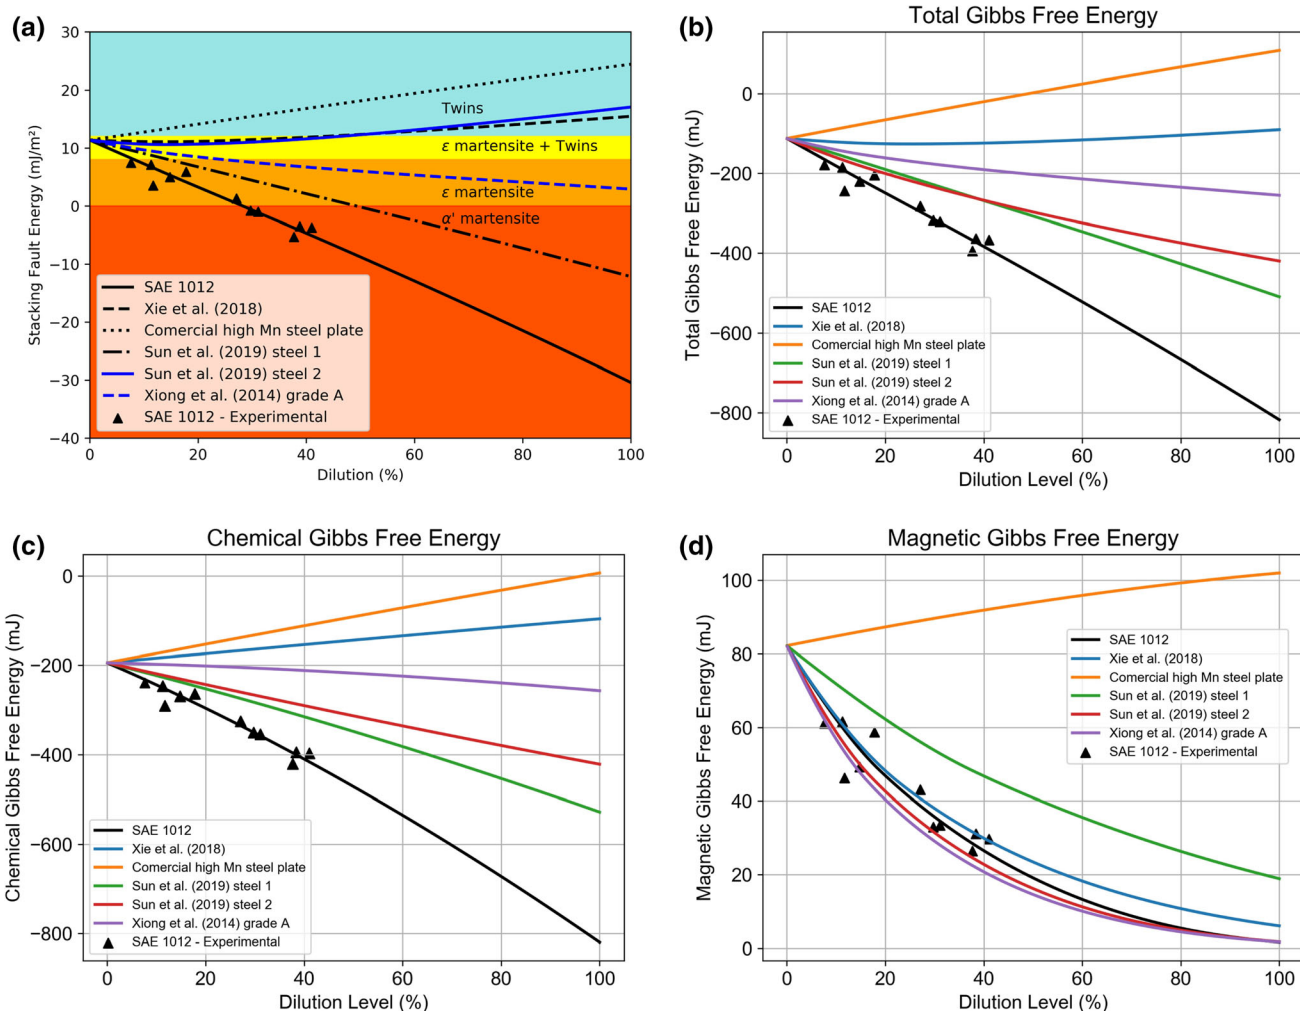 (a)
30
20
10
0
−10
−20
−30
−40
Stacking Fault Energy (mJ/m²)
Twins
ε martensite + Twins
ε martensite
α' martensite
SAE 1012
Xie et al. (2018)
Comercial high Mn steel plate
Sun et al. (2019) steel 1
Sun et al. (2019) steel 2
Xiong et al. (2014) grade A
SAE 1012 - Experimental
0 20 40 60 80 100
Dilution (%)
(b)
Total Gibbs Free Energy
0
−200
−400
−600
−800
Total Gibbs Free Energy (mJ)
SAE 1012
Xie et al. (2018)
Comercial high Mn steel plate
Sun et al. (2019) steel 1
Sun et al. (2019) steel 2
Xiong et al. (2014) grade A
SAE 1012 - Experimental
0 20 40 60 80 100
Dilution Level (%)
(c)
Chemical Gibbs Free Energy
0
−200
−400
−600
−800
Chemical Gibbs Free Energy (mJ)
SAE 1012
Xie et al. (2018)
Comercial high Mn steel plate
Sun et al. (2019) steel 1
Sun et al. (2019) steel 2
Xiong et al. (2014) grade A
SAE 1012 - Experimental
0 20 40 60 80 100
Dilution Level (%)
(d)
Magnetic Gibbs Free Energy
100
80
60
40
20
0
Magnetic Gibbs Free Energy (mJ)
SAE 1012
Xie et al. (2018)
Comercial high Mn steel plate
Sun et al. (2019) steel 1
Sun et al. (2019) steel 2
Xiong et al. (2014) grade A
SAE 1012 - Experimental
0 20 40 60 80 100
Dilution Level (%)